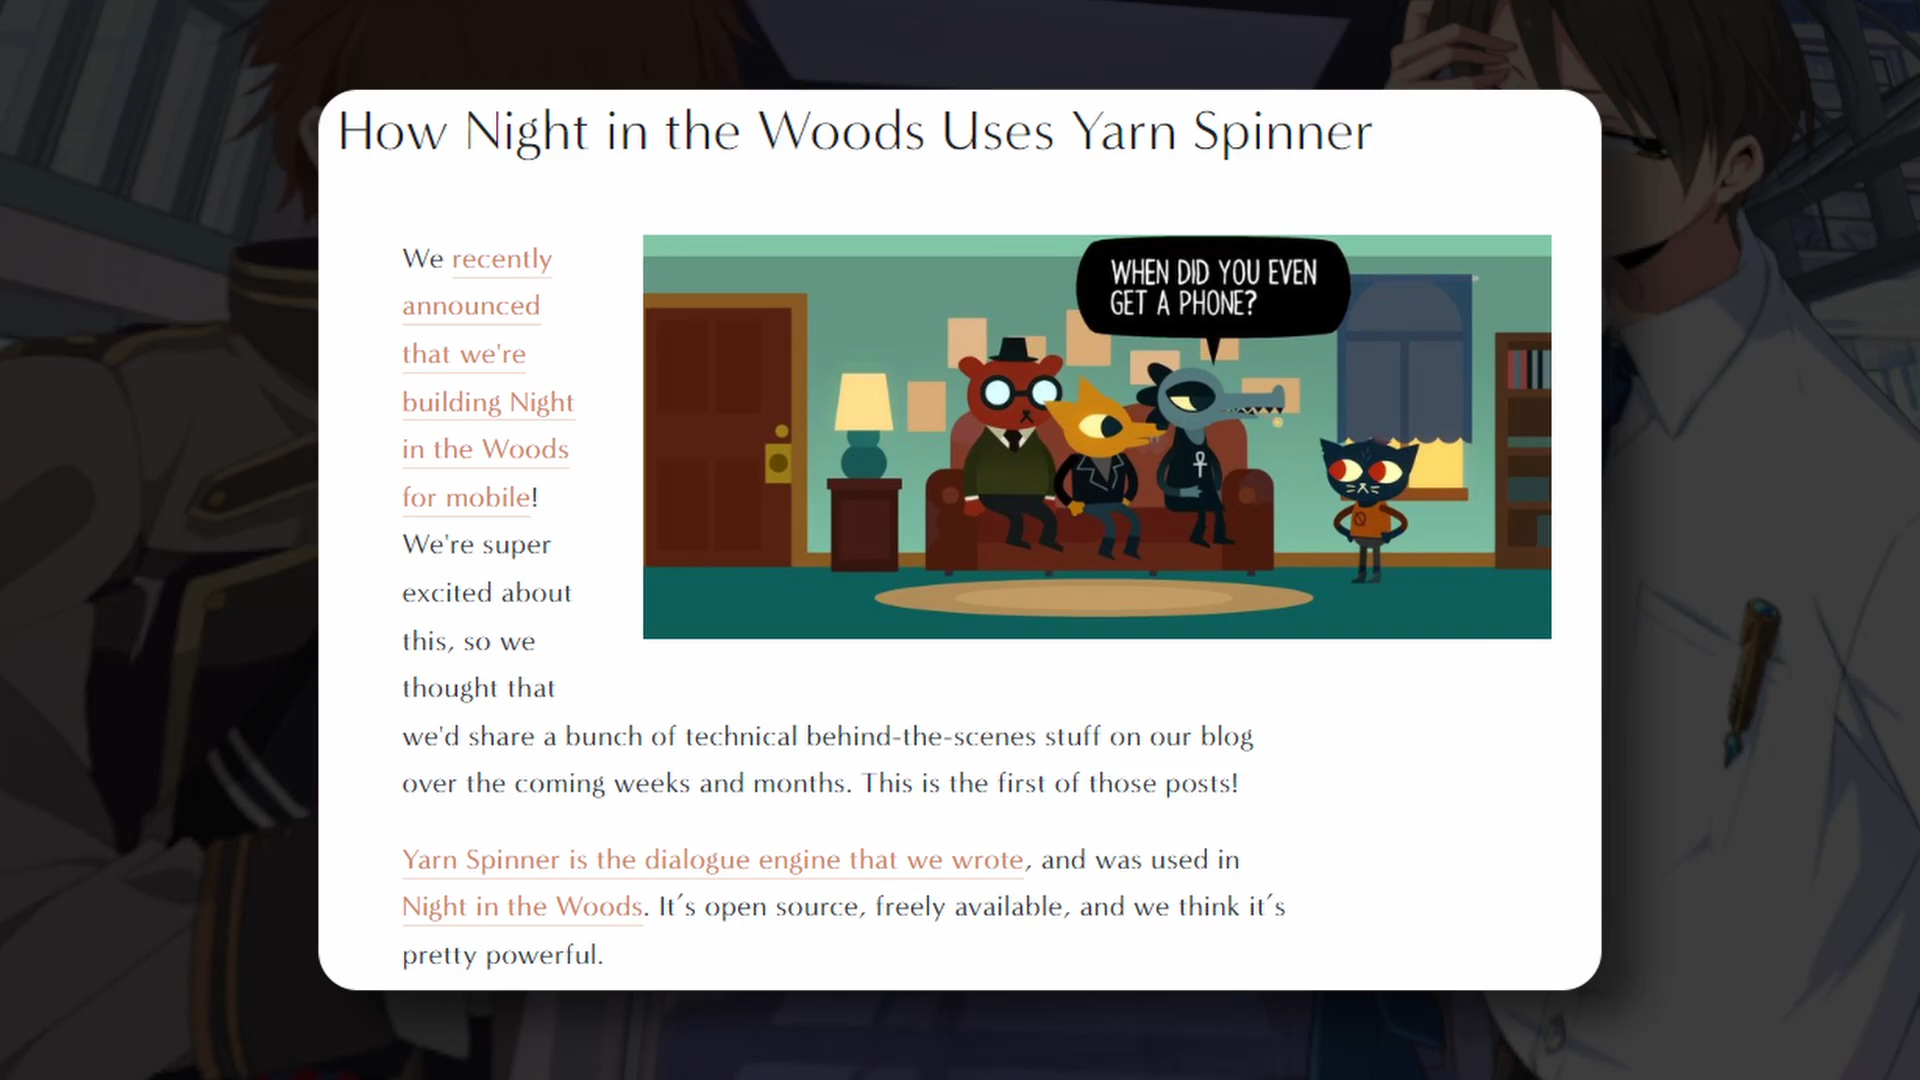 How Night in the Woods Uses Yarn Spinner
We recently
announced
that we're
building Night
in the Woods
for mobile!
We're super
excited about
this, so we
thought that
we'd share a bunch of technical behind-the-scenes stuff on our blog
over the coming weeks and months. This is the first of those posts!
WHEN DID YOU EVEN
GET A PHONE?
Yarn Spinner is the dialogue engine that we wrote, and was used in
Night in the Woods. It´s open source, freely available, and we think it´s
pretty powerful.